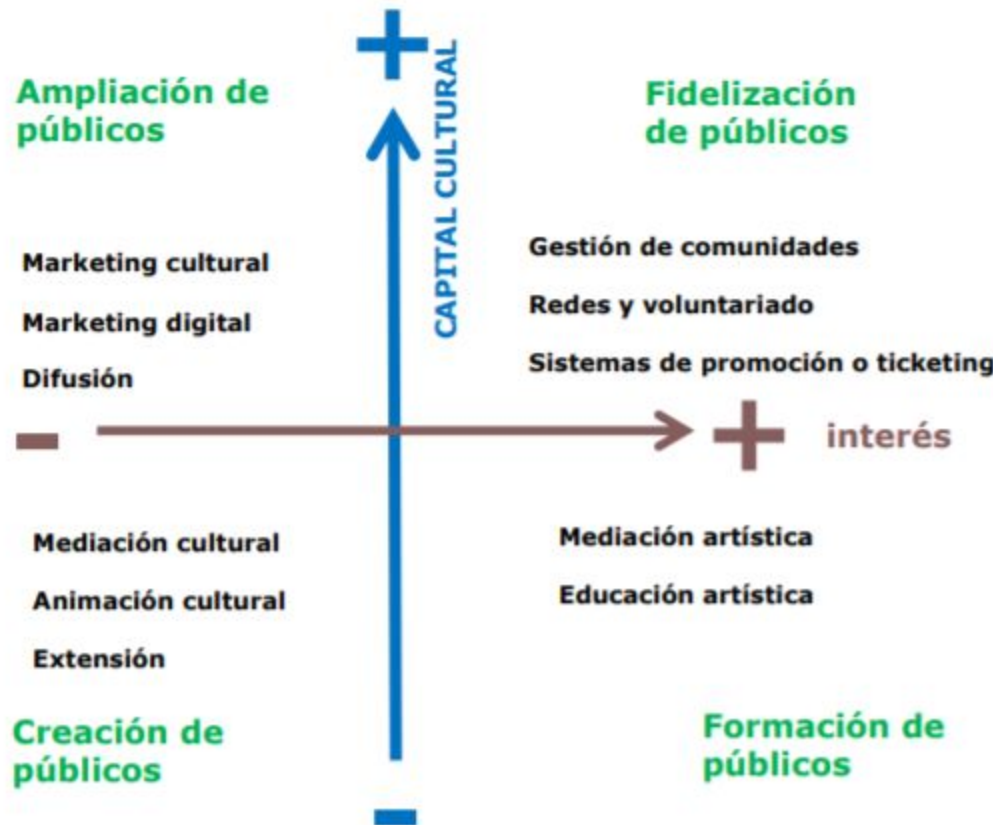 Ampliación de
públicos
Marketing cultural
Marketing digital
Difusión
CAPITAL CULTURAL
Fidelización
de públicos
Gestión de comunidades
Redes y voluntariado
Sistemas de promoción o ticketing
interés
Mediación cultural
Animación cultural
Extensión
Creación de
públicos
Mediación artística
Educación artística
Formación de
públicos